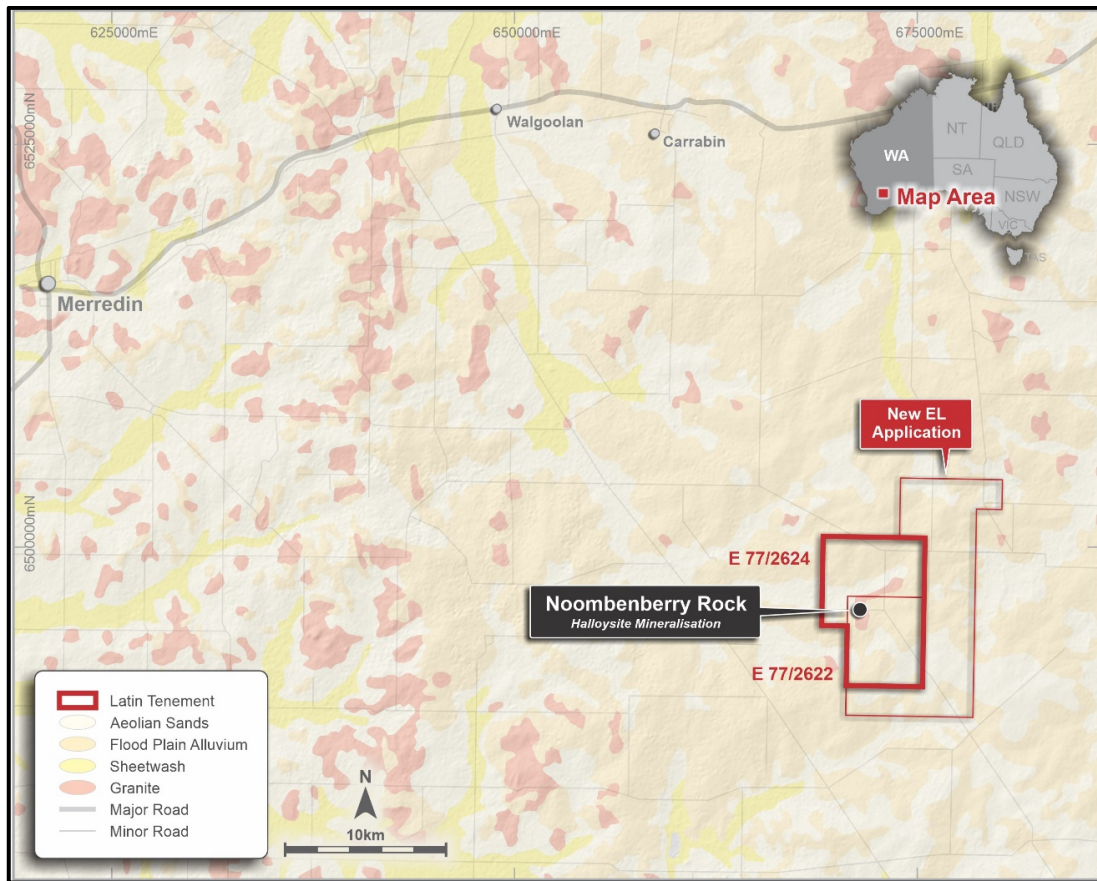 625000mE
650000mE
675000mE
6525000mN
6500000mN
Walgoolan
Carrabin
Merredin
WA
NT
QLD
SA
NSW
VIC
TAS
Map Area
New EL
Application
E 77/2624
Noombenberry Rock
Halloysite Mineralisation
E 77/2622
Latin Tenement
Aeolian Sands
Flood Plain Alluvium
Sheetwash
Granite
Major Road
Minor Road
N
10km